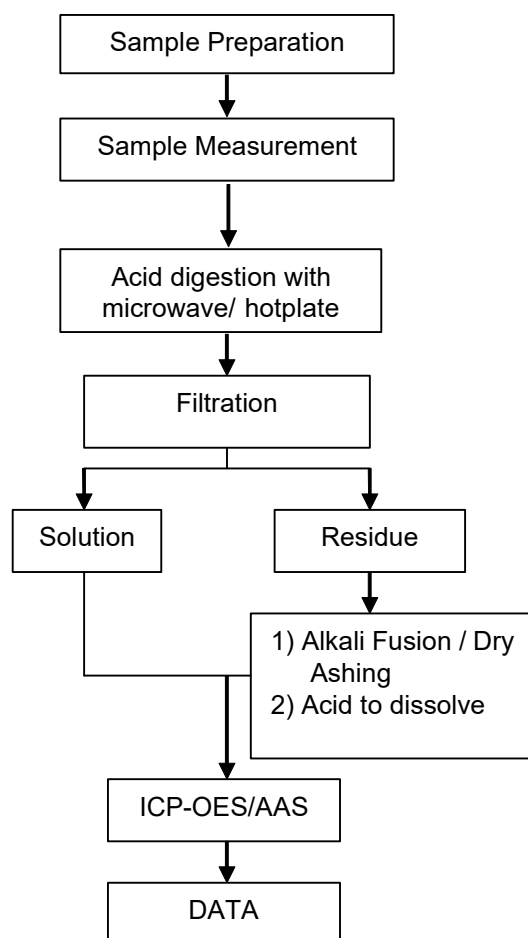 Sample Preparation
Sample Measurement
Acid digestion with
microwave/ hotplate
Filtration
Solution
Residue
1) Alkali Fusion / Dry
Ashing
2) Acid to dissolve
ICP-OES/AAS
DATA